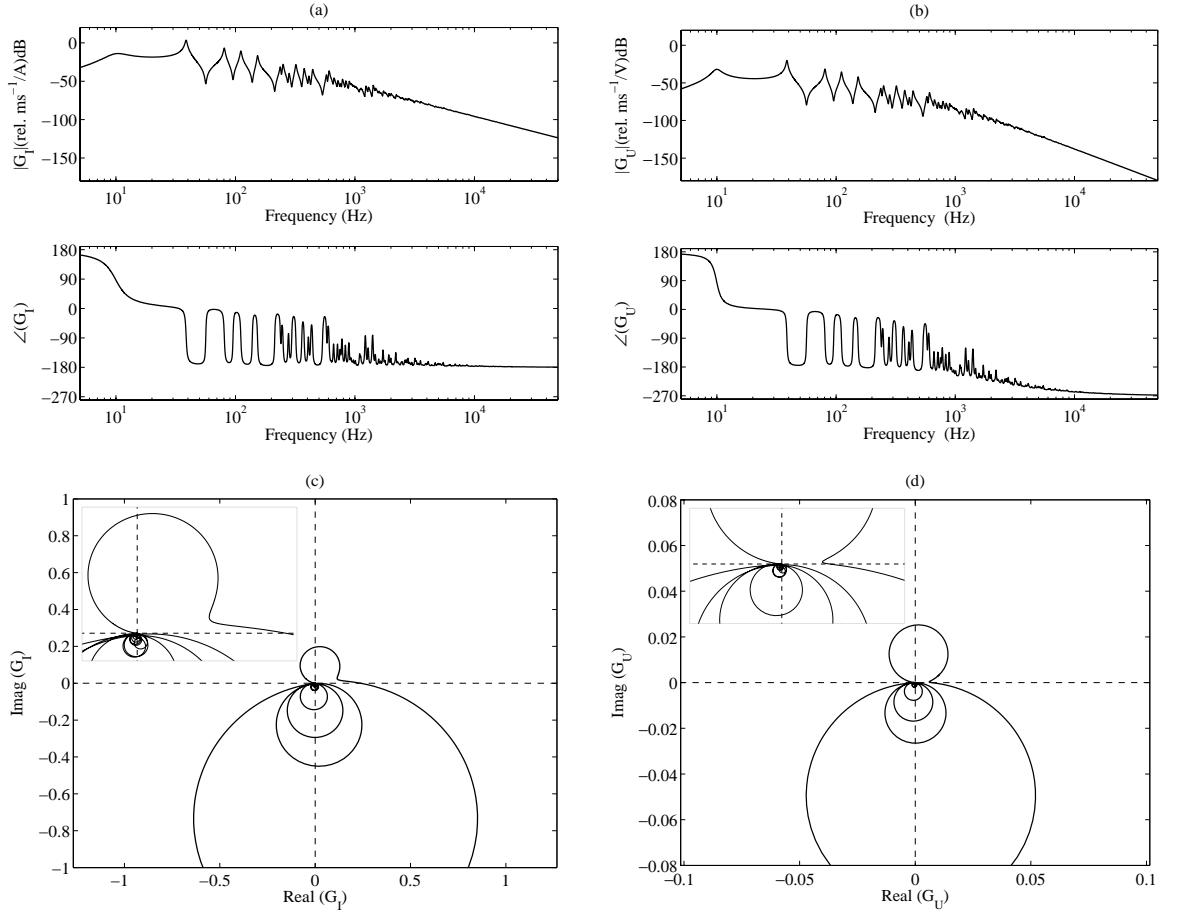 (a)
|G_I|(rel. ms^−1/A)dB
0
−50
−100
−150
10^1 10^2 10^3 10^4
Frequency (Hz)
∠(G_I)
180
90
0
−90
−180
−270
10^1 10^2 10^3 10^4
Frequency (Hz)
(b)
|G_U|(rel. ms^−1/V)dB
0
−50
−100
−150
10^1 10^2 10^3 10^4
Frequency (Hz)
∠(G_U)
180
90
0
−90
−180
−270
10^1 10^2 10^3 10^4
Frequency (Hz)
(c)
Imag (G_I)
1
0.8
0.6
0.4
0.2
0
−0.2
−0.4
−0.6
−0.8
−1
−1 −0.5 0 0.5 1
Real (G_I)
(d)
Imag (G_U)
0.08
0.06
0.04
0.02
0
−0.02
−0.04
−0.06
−0.08
−0.1 −0.05 0 0.05 0.1
Real (G_U)